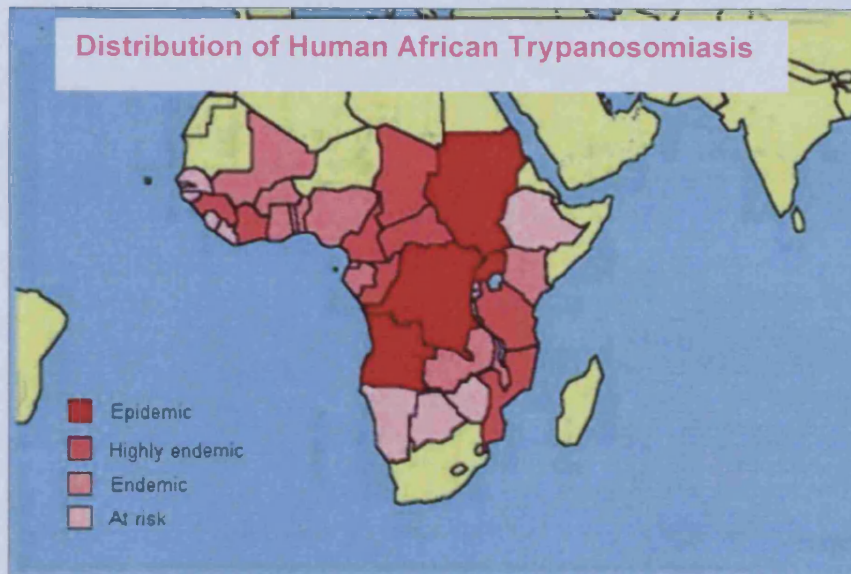 Distribution of Human African Trypanosomiasis
Epidemic
Highly endemic
Endemic
At risk